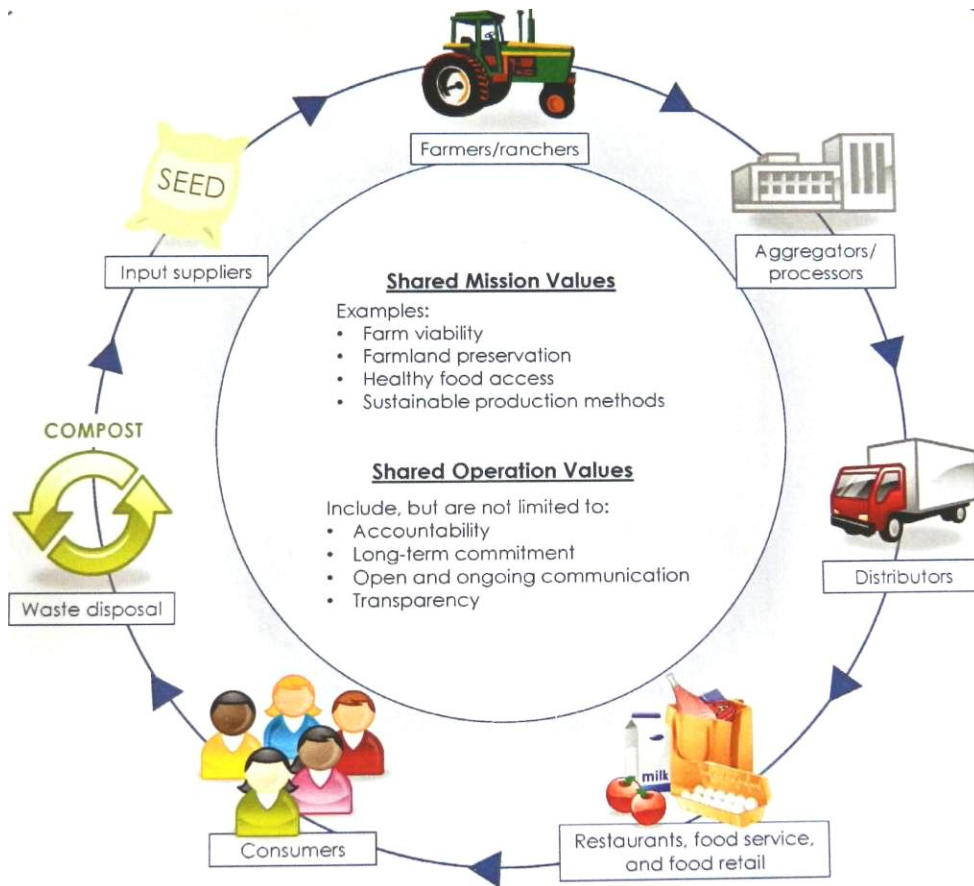 Farmers/ranchers
SEED
Input suppliers
Aggregators/
processors
Shared Mission Values
Examples:
• Farm viability
• Farmland preservation
• Healthy food access
• Sustainable production methods
COMPOST
Shared Operation Values
Include, but are not limited to:
• Accountability
• Long-term commitment
• Open and ongoing communication
• Transparency
Distributors
Waste disposal
milk
Consumers
Restaurants, food service,
and food retail